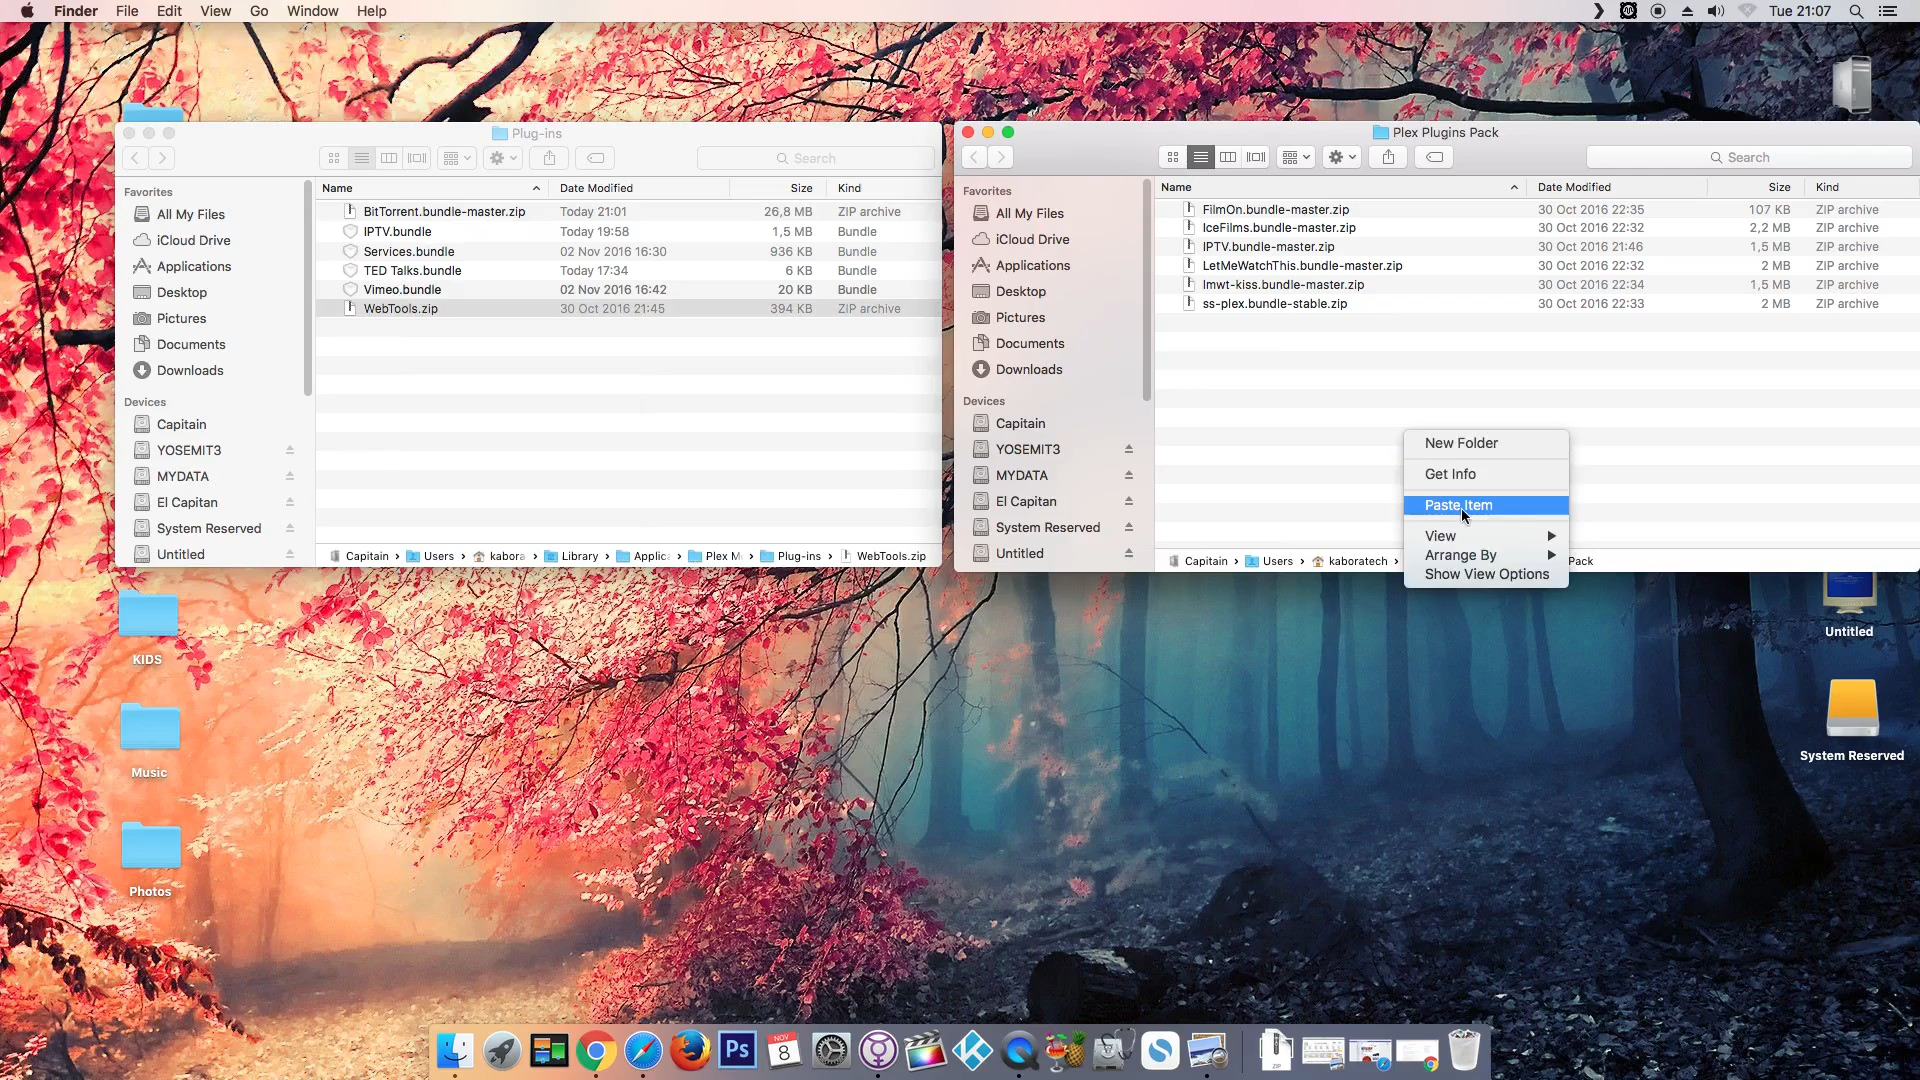 Finder File Edit View Go Window Help
Tue 21:07
Plug-ins
Search
Favorites
All My Files
iCloud Drive
Applications
Desktop
Pictures
Documents
Downloads
Devices
Capitain
YOSEMIT3
MYDATA
El Capitan
System Reserved
Untitled
Name Date Modified Size Kind
BitTorrent.bundle-master.zip Today 21:01 26,8 MB ZIP archive
IPTV.bundle Today 19:58 1,5 MB Bundle
Services.bundle 02 Nov 2016 16:30 936 KB Bundle
TED Talks.bundle Today 17:34 6 KB Bundle
Vimeo.bundle 02 Nov 2016 16:42 20 KB Bundle
WebTools.zip 30 Oct 2016 21:45 394 KB ZIP archive
Capitain Users kabora Library Applic Plex M Plug-ins WebTools.zip
Plex Plugins Pack
Search
Favorites
All My Files
iCloud Drive
Applications
Desktop
Pictures
Documents
Downloads
Devices
Capitain
YOSEMIT3
MYDATA
El Capitan
System Reserved
Untitled
Name Date Modified Size Kind
FilmOn.bundle-master.zip 30 Oct 2016 22:35 107 KB ZIP archive
IceFilms.bundle-master.zip 30 Oct 2016 22:32 2,2 MB ZIP archive
IPTV.bundle-master.zip 30 Oct 2016 21:46 1,5 MB ZIP archive
LetMeWatchThis.bundle-master.zip 30 Oct 2016 22:32 2 MB ZIP archive
lmwt-kiss.bundle-master.zip 30 Oct 2016 22:34 1,5 MB ZIP archive
ss-plex.bundle-stable.zip 30 Oct 2016 22:33 2 MB ZIP archive
Capitain Users kaboratech Pack
New Folder
Get Info
Paste Item
View
Arrange By
Show View Options
KIDS
Music
Photos
Untitled
System Reserved
Ps
NOV
8
ZIP